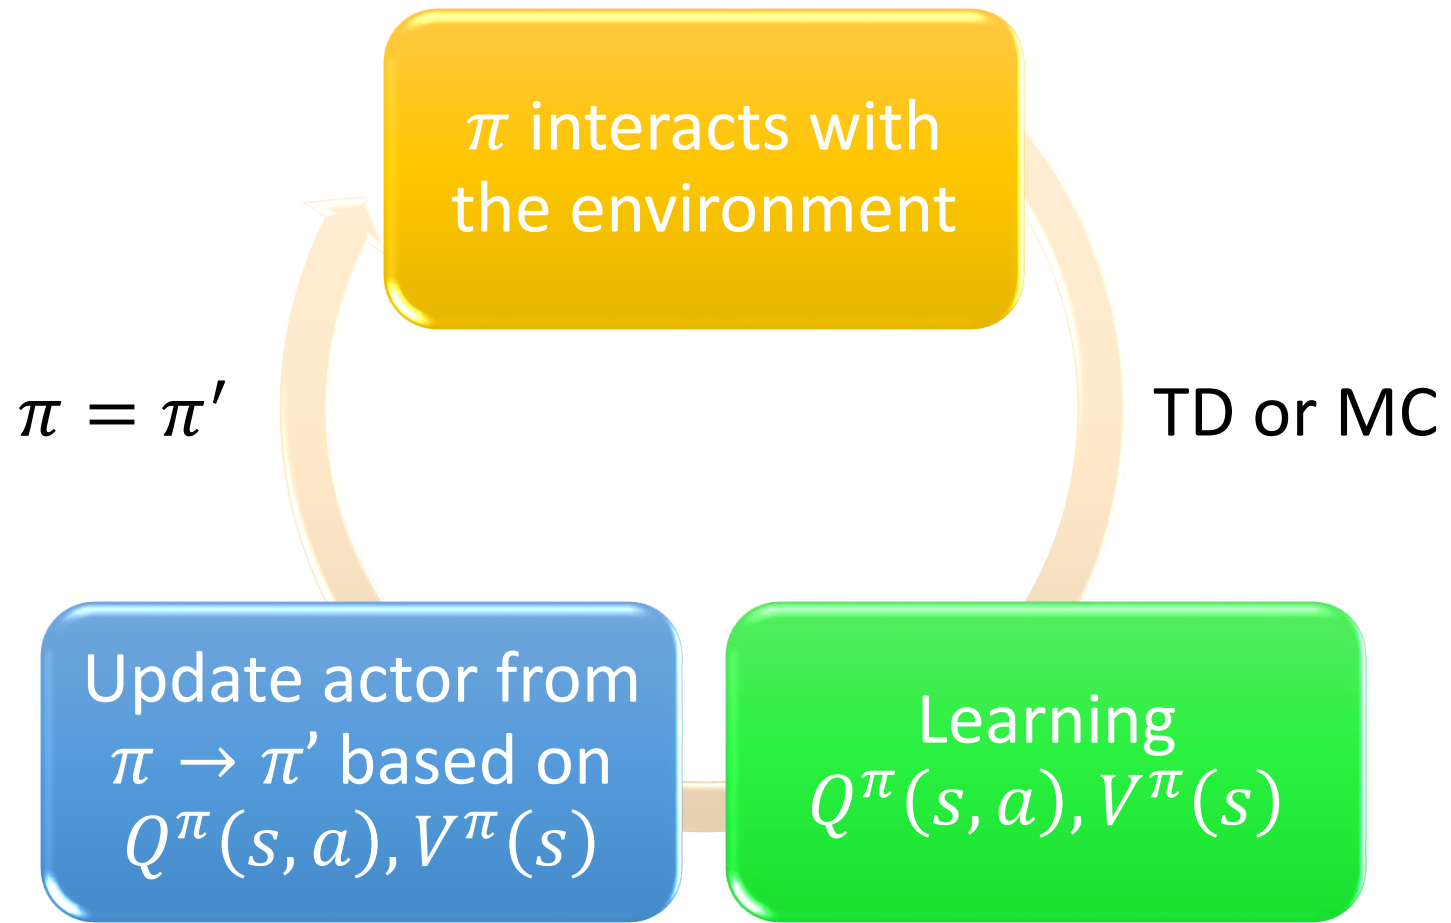 π interacts with
the environment
π = π′
TD or MC
Update actor from
π → π’ based on
Q^π(s, a), V^π(s)
Learning
Q^π(s, a), V^π(s)